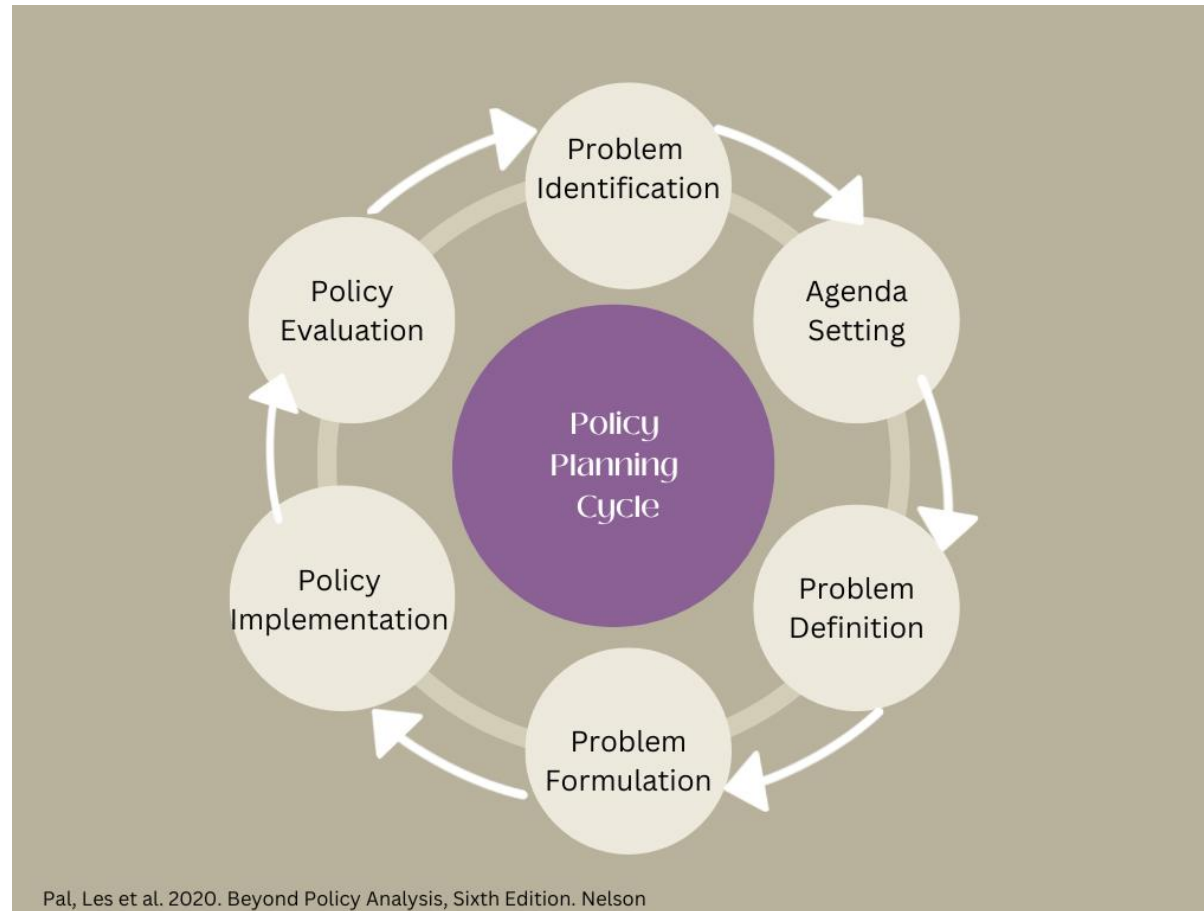 Problem
Identification
Agenda
Setting
Problem
Definition
Problem
Formulation
Policy
Implementation
Policy
Evaluation
Policy
Planning
Cycle
Pal, Les et al. 2020. Beyond Policy Analysis, Sixth Edition. Nelson